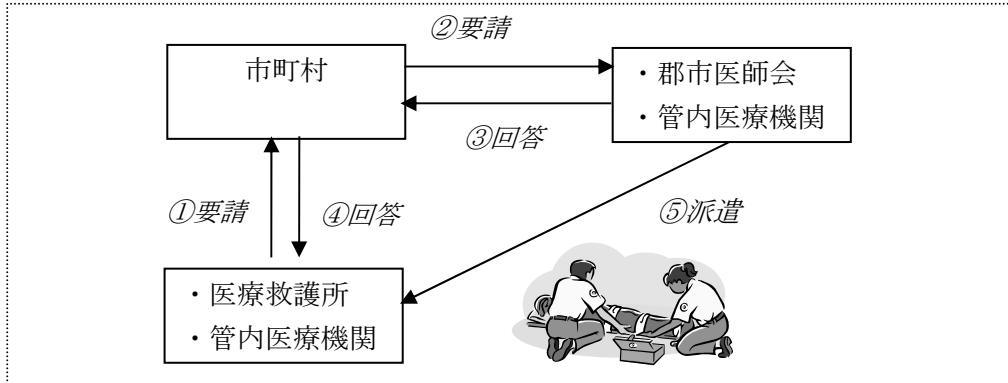 ②要請
市町村
・郡市医師会
・管内医療機関
③回答
①要請
④回答
⑤派遣
・医療救護所
・管内医療機関